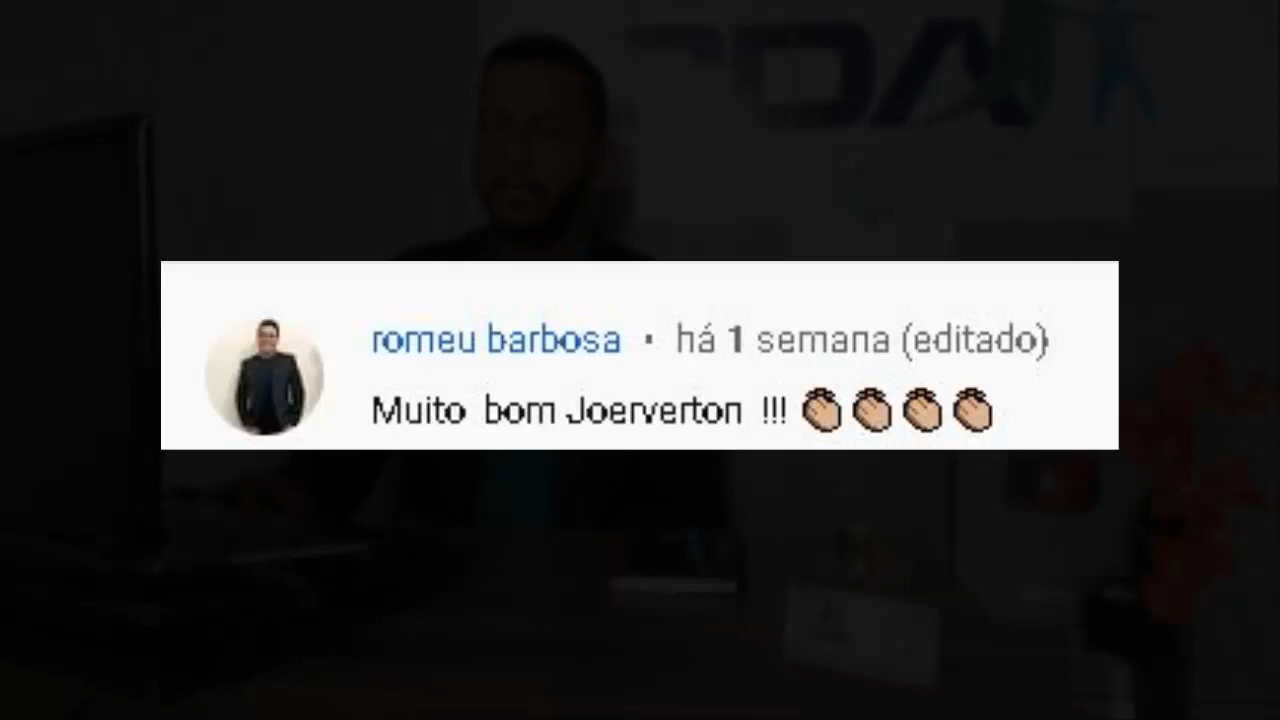 romeu barbosa · há 1 semana (editado)
Muito bom Joerverton !!! 👏🏼👏🏼👏🏼👏🏼